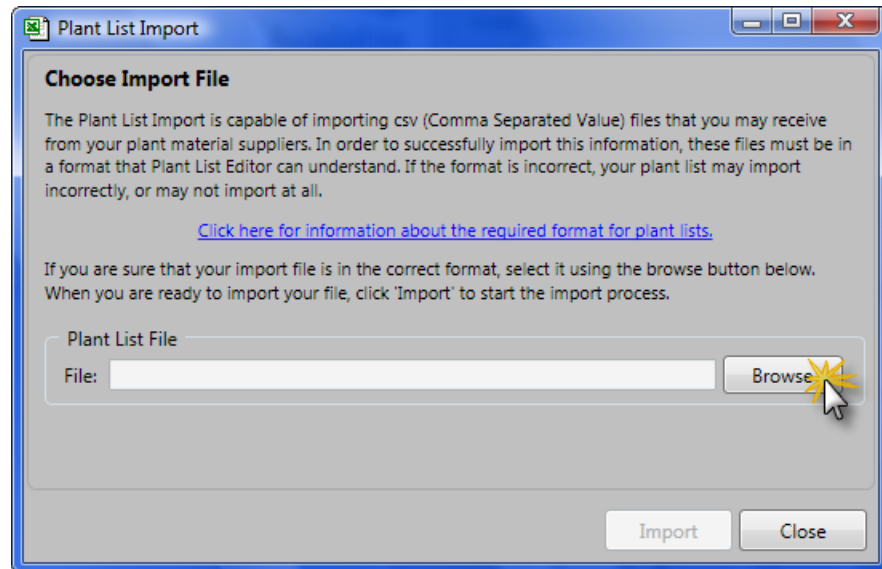 Plant List Import
Choose Import File
The Plant List Import is capable of importing csv (Comma Separated Value) files that you may receive
from your plant material suppliers. In order to successfully import this information, these files must be in
a format that Plant List Editor can understand. If the format is incorrect, your plant list may import
incorrectly, or may not import at all.
Click here for information about the required format for plant lists.
If you are sure that your import file is in the correct format, select it using the browse button below.
When you are ready to import your file, click 'Import' to start the import process.
Plant List File
File:
Browse
Import
Close